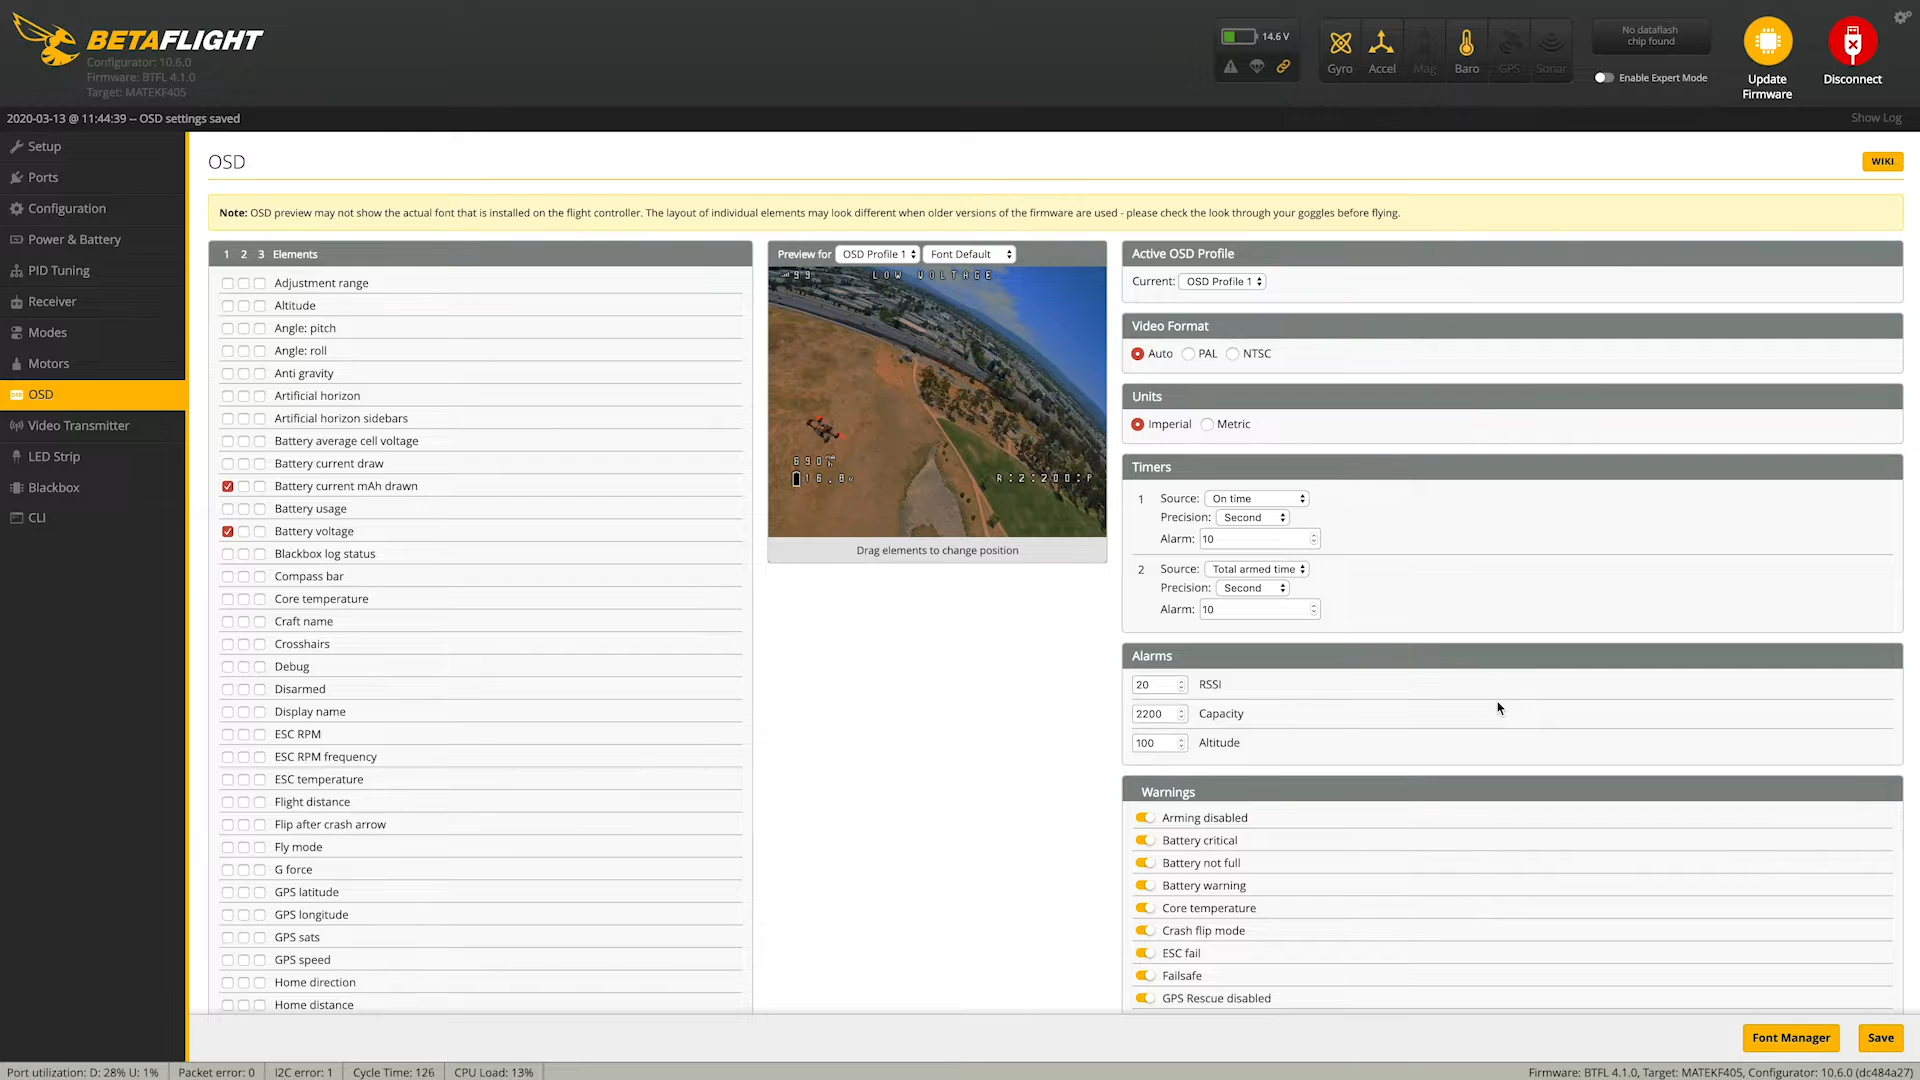 BETAFLIGHT
Configurator: 10.6.0
Firmware: BTFL 4.1.0
Target: MATEKF405
14.6 V
Gyro
Accel
Mag
Baro
GPS
Sonar
No dataflash
chip found
Enable Expert Mode
Update
Firmware
Disconnect
2020-03-13 @ 11:44:39 -- OSD settings saved
Show Log
Setup
Ports
Configuration
Power & Battery
PID Tuning
Receiver
Modes
Motors
OSD
Video Transmitter
LED Strip
Blackbox
CLI
OSD
WIKI
Note: OSD preview may not show the actual font that is installed on the flight controller. The layout of individual elements may look different when older versions of the firmware are used - please check the look through your goggles before flying.
1 2 3 Elements
Adjustment range
Altitude
Angle: pitch
Angle: roll
Anti gravity
Artificial horizon
Artificial horizon sidebars
Battery average cell voltage
Battery current draw
Battery current mAh drawn
Battery usage
Battery voltage
Blackbox log status
Compass bar
Core temperature
Craft name
Crosshairs
Debug
Disarmed
Display name
ESC RPM
ESC RPM frequency
ESC temperature
Flight distance
Flip after crash arrow
Fly mode
G force
GPS latitude
GPS longitude
GPS sats
GPS speed
Home direction
Home distance
Preview for OSD Profile 1 Font Default
99 LOW VOLTAGE
690
16.8V
R:2:200:P
Drag elements to change position
Active OSD Profile
Current: OSD Profile 1
Video Format
Auto PAL NTSC
Units
Imperial Metric
Timers
1 Source: On time
Precision: Second
Alarm: 10
2 Source: Total armed time
Precision: Second
Alarm: 10
Alarms
20 RSSI
2200 Capacity
100 Altitude
Warnings
Arming disabled
Battery critical
Battery not full
Battery warning
Core temperature
Crash flip mode
ESC fail
Failsafe
GPS Rescue disabled
Font Manager
Save
Port utilization: D: 28% U: 1%
Packet error: 0
I2C error: 1
Cycle Time: 126
CPU Load: 13%
Firmware: BTFL 4.1.0, Target: MATEKF405, Configurator: 10.6.0 (dc484a27)